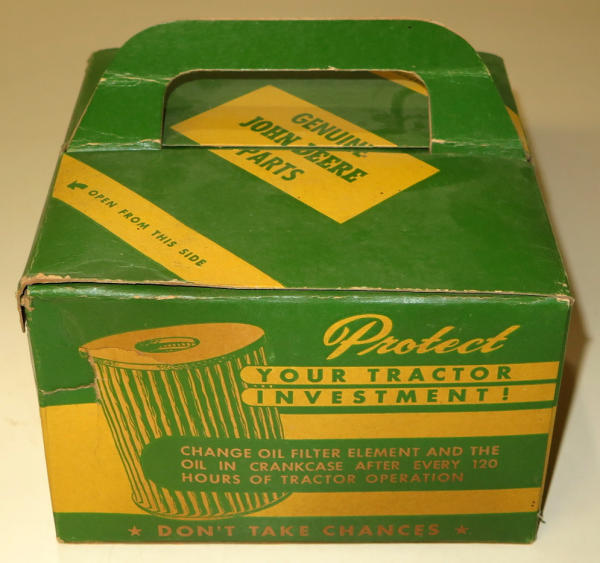 GENUINE
JOHN DEERE
PARTS
OPEN FROM THIS SIDE
Protect
YOUR TRACTOR
INVESTMENT!
CHANGE OIL FILTER ELEMENT AND THE
OIL IN CRANKCASE AFTER EVERY 120
HOURS OF TRACTOR OPERATION
★ DON'T TAKE CHANCES ★